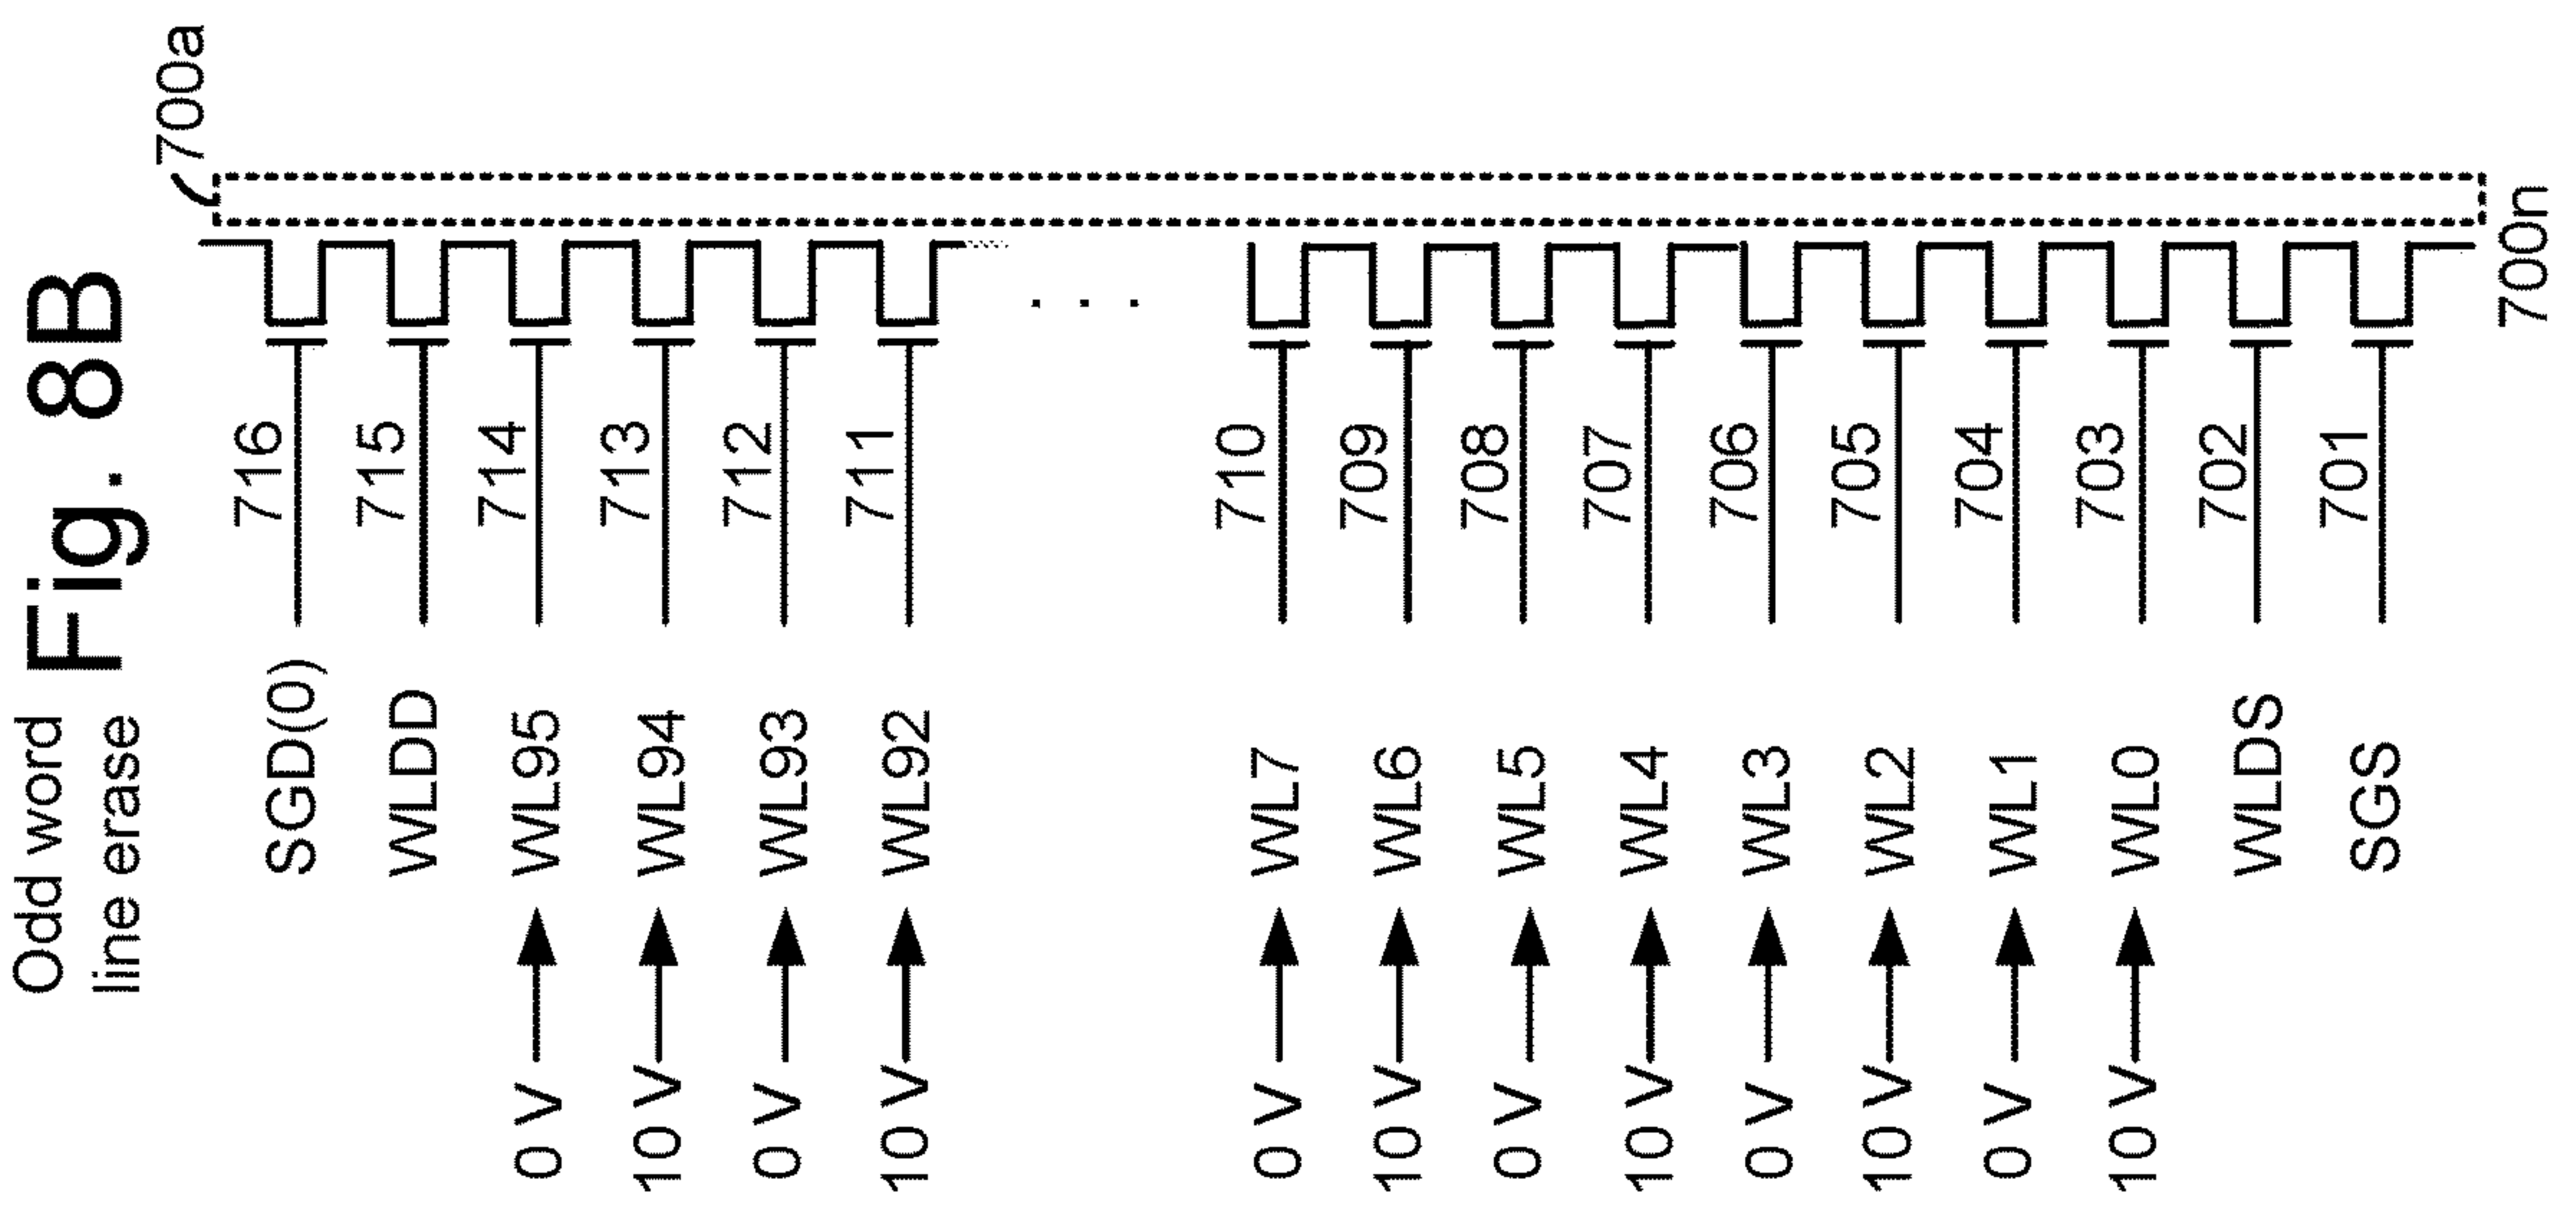 Fig. 8B
Odd word
line erase
700a
SGD(0) 716
WLDD 715
0 V WL95 714
10 V WL94 713
0 V WL93 712
10 V WL92 711
. . .
0 V WL7 710
10 V WL6 709
0 V WL5 708
10 V WL4 707
0 V WL3 706
10 V WL2 705
0 V WL1 704
10 V WL0 703
WLDS 702
SGS 701
700n